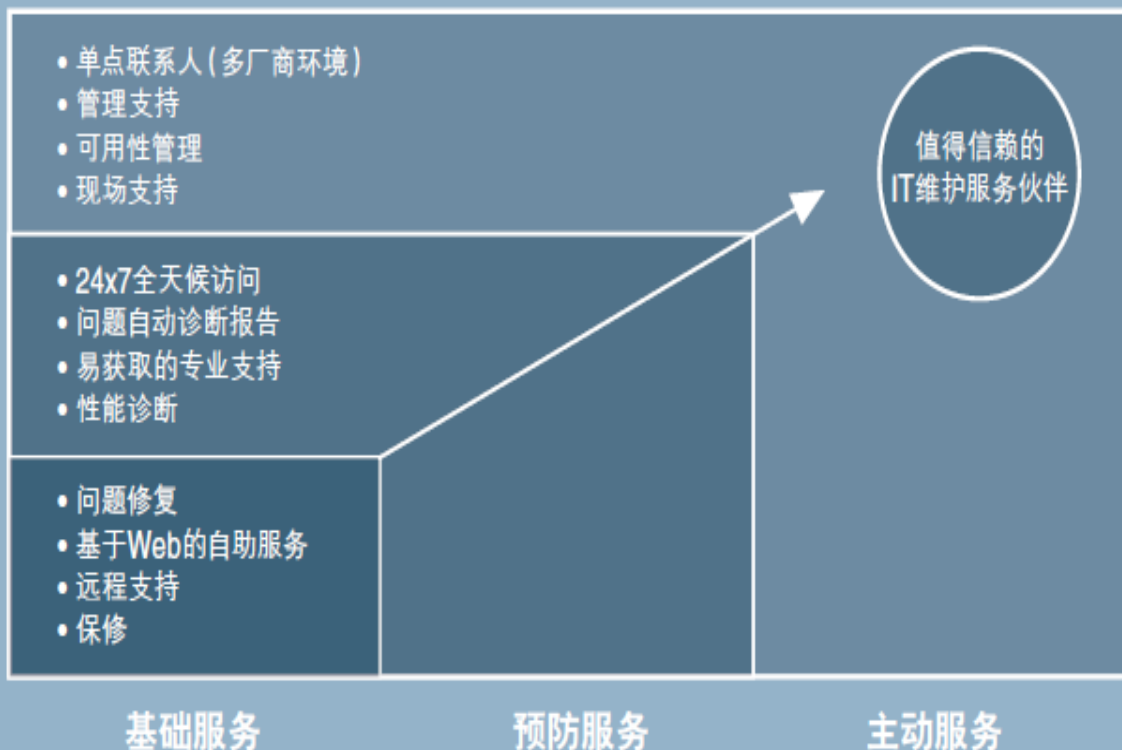 • 单点联系人(多厂商环境)
• 管理支持
• 可用性管理
• 现场支持
值得信赖的
IT维护服务伙伴
• 24x7全天候访问
• 问题自动诊断报告
• 易获取的专业支持
• 性能诊断
• 问题修复
• 基于Web的自助服务
• 远程支持
• 保修
基础服务
预防服务
主动服务